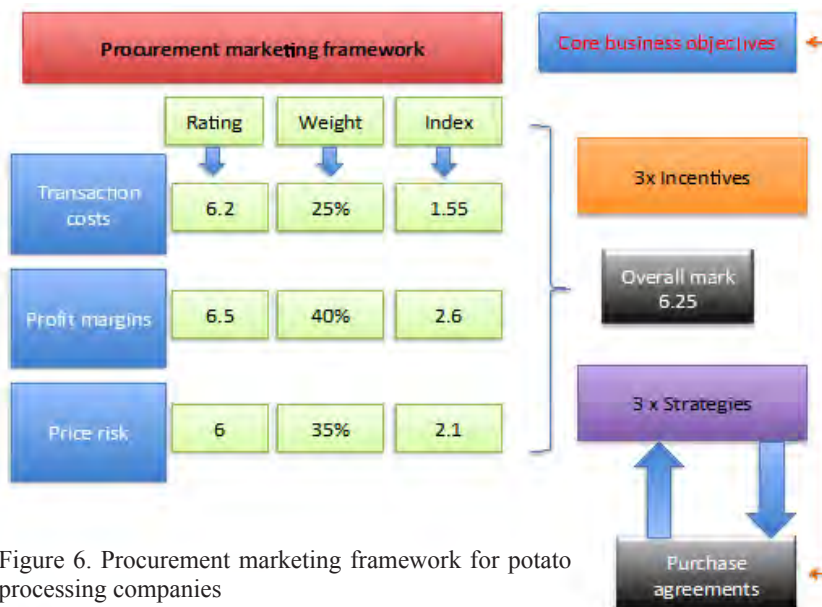 Procurement marketing framework
Core business objectives
Rating Weight Index
Transaction
costs
6.2 25% 1.55
3x Incentives
Overall mark
6.25
Profit margins 6.5 40% 2.6
3 x Strategies
Price risk 6 35% 2.1
Purchase
agreements
Figure 6. Procurement marketing framework for potato
processing companies